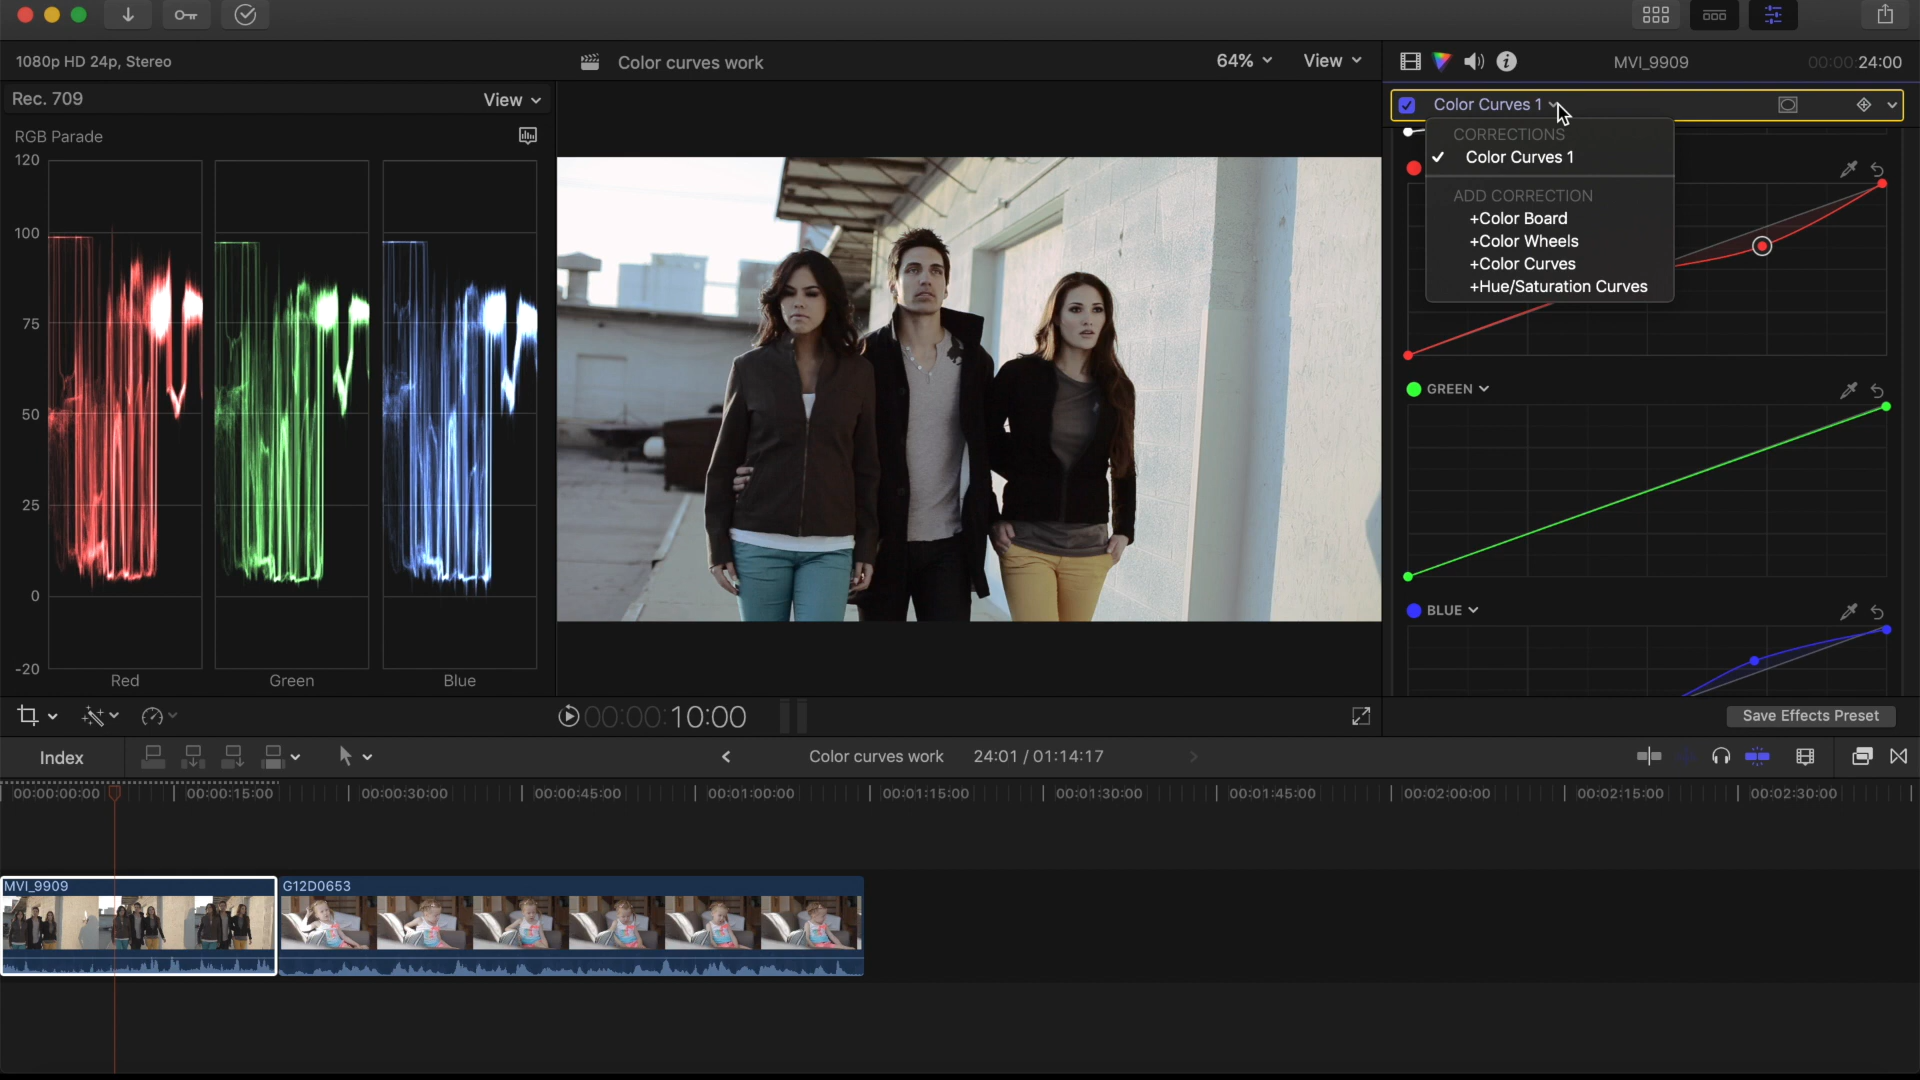 1080p HD 24p, Stereo
Color curves work
64%
View
MVI_9909
00:00:24:00
Rec. 709
View
Color Curves 1
RGB Parade
CORRECTIONS
✓ Color Curves 1
ADD CORRECTION
+Color Board
+Color Wheels
+Color Curves
+Hue/Saturation Curves
120
100
75
50
25
0
-20
Red
Green
Blue
GREEN
BLUE
00:00:10:00
Save Effects Preset
Index
Color curves work
24:01 / 01:14:17
00:00:00:00
00:00:15:00
00:00:30:00
00:00:45:00
00:01:00:00
00:01:15:00
00:01:30:00
00:01:45:00
00:02:00:00
00:02:15:00
00:02:30:00
MVI_9909
G12D0653